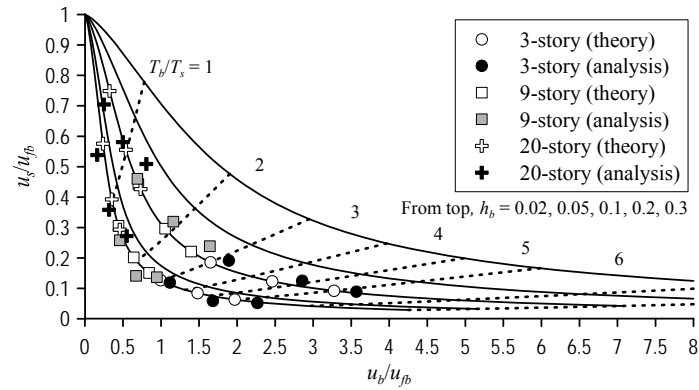 1
0.9
0.8
0.7
0.6
0.5
0.4
0.3
0.2
0.1
0
u_s/u_fb
T_b/T_s = 1
2
3
4
5
6
3-story (theory)
3-story (analysis)
9-story (theory)
9-story (analysis)
20-story (theory)
20-story (analysis)
From top, h_b = 0.02, 0.05, 0.1, 0.2, 0.3
0 0.5 1 1.5 2 2.5 3 3.5 4 4.5 5 5.5 6 6.5 7 7.5 8
u_b/u_fb